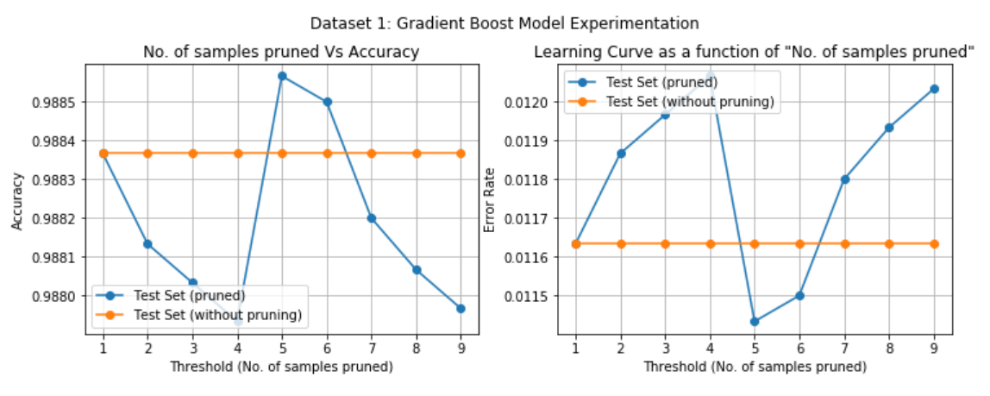 Dataset 1: Gradient Boost Model Experimentation
No. of samples pruned Vs Accuracy
Accuracy
0.9885
0.9884
0.9883
0.9882
0.9881
0.9880
Test Set (pruned)
Test Set (without pruning)
1 2 3 4 5 6 7 8 9
Threshold (No. of samples pruned)
Learning Curve as a function of "No. of samples pruned"
Error Rate
0.0120
0.0119
0.0118
0.0117
0.0116
0.0115
Test Set (pruned)
Test Set (without pruning)
1 2 3 4 5 6 7 8 9
Threshold (No. of samples pruned)